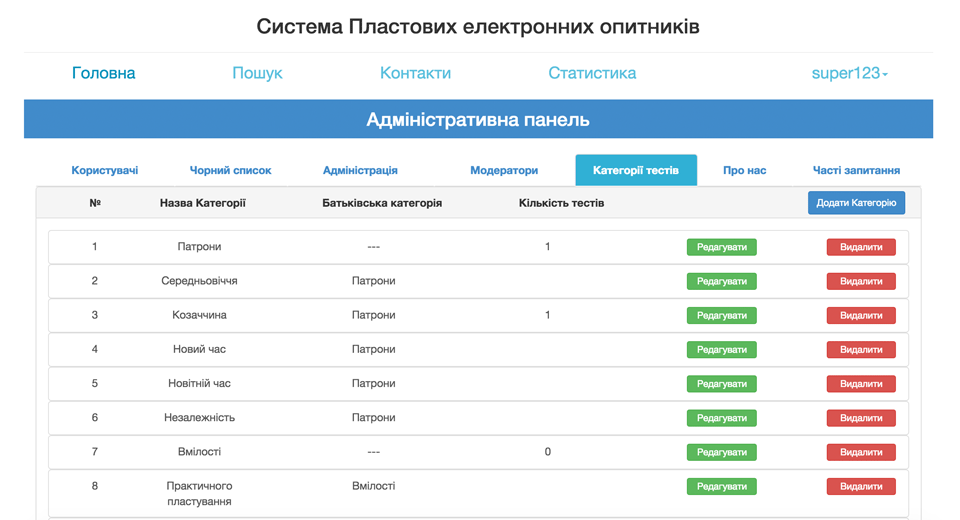 Система Пластових електронних опитників
Головна Пошук Контакти Статистика super123
Адміністративна панель
Користувачі Чорний список Адміністрація Модератори Категорії тестів Про нас Часті запитання
№ Назва Категорії Батьківська категорія Кількість тестів Додати Категорію
1 Патрони --- 1 Редагувати Видалити
2 Середньовіччя Патрони Редагувати Видалити
3 Козаччина Патрони 1 Редагувати Видалити
4 Новий час Патрони Редагувати Видалити
5 Новітній час Патрони Редагувати Видалити
6 Незалежність Патрони Редагувати Видалити
7 Вмілості --- 0 Редагувати Видалити
8 Практичного Вмілості Редагувати Видалити
пластування